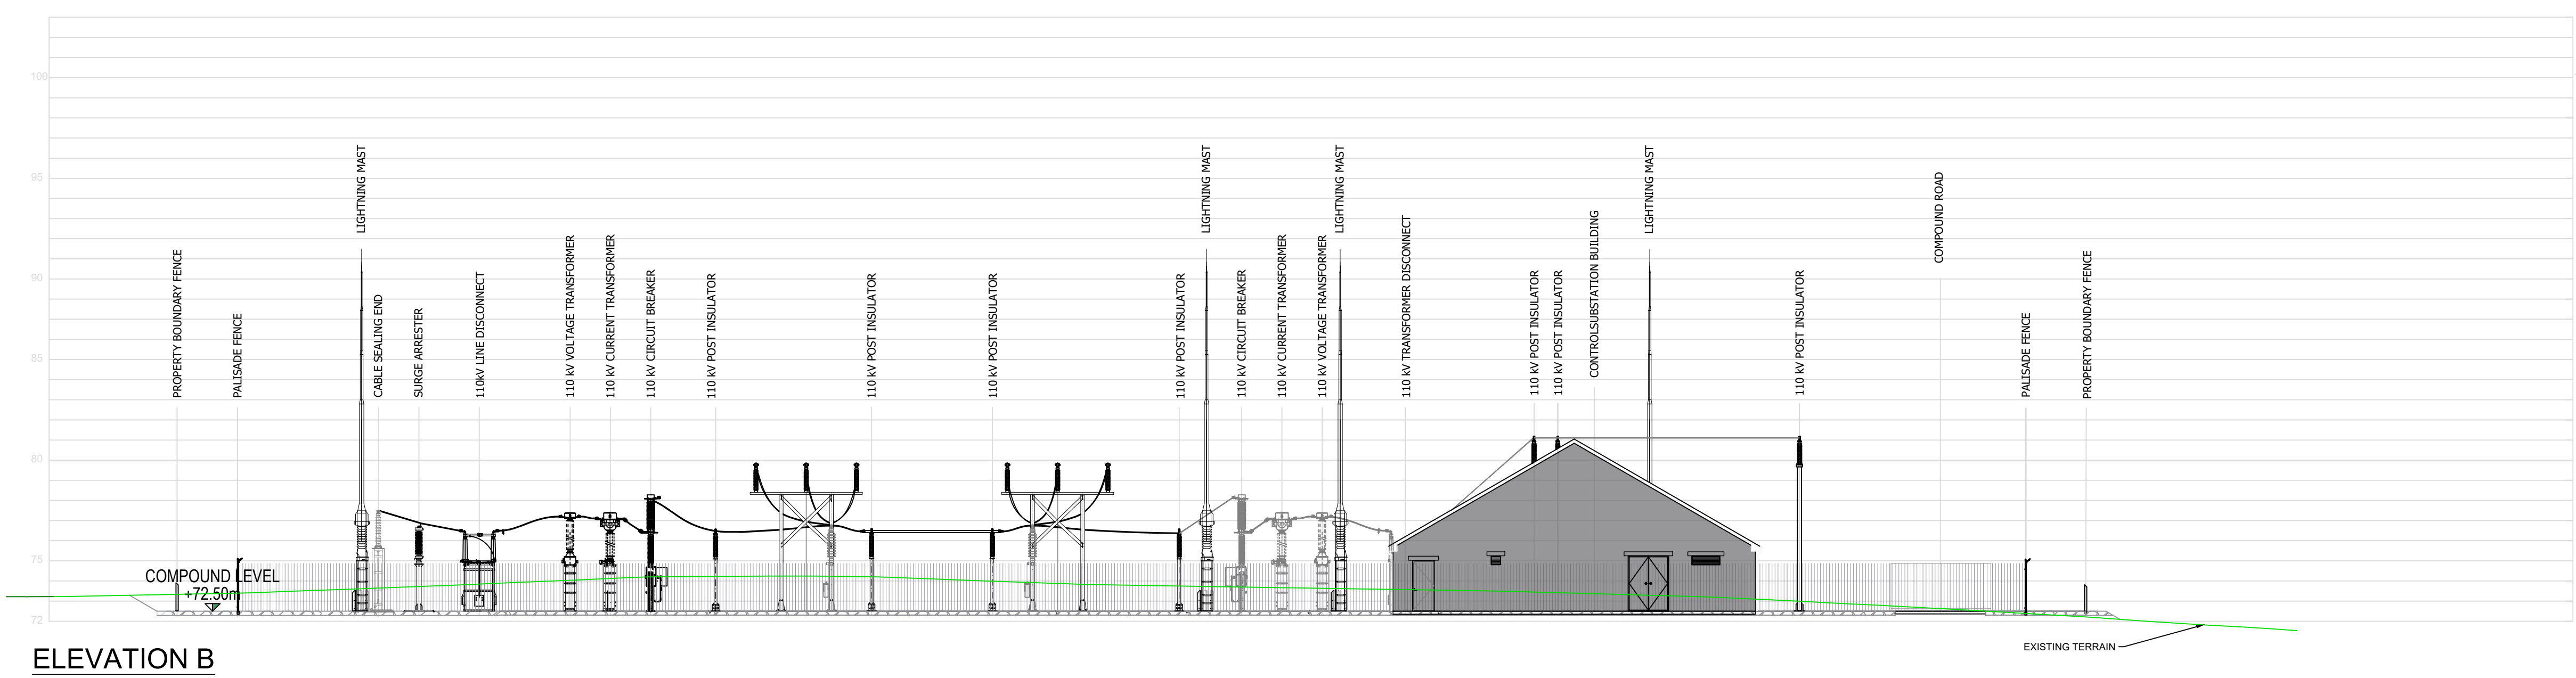 100
95
90
85
80
75
72
PROPERTY BOUNDARY FENCE
PALISADE FENCE
LIGHTNING MAST
CABLE SEALING END
SURGE ARRESTER
110kV LINE DISCONNECT
110 kV VOLTAGE TRANSFORMER
110 kV CURRENT TRANSFORMER
110 kV CIRCUIT BREAKER
110 kV POST INSULATOR
110 kV POST INSULATOR
110 kV POST INSULATOR
110 kV POST INSULATOR
LIGHTNING MAST
110 kV CIRCUIT BREAKER
110 kV CURRENT TRANSFORMER
110 kV VOLTAGE TRANSFORMER
LIGHTNING MAST
110 kV TRANSFORMER DISCONNECT
110 kV POST INSULATOR
110 kV POST INSULATOR
CONTROLSUBSTATION BUILDING
LIGHTNING MAST
110 kV POST INSULATOR
COMPOUND ROAD
PALISADE FENCE
PROPERTY BOUNDARY FENCE
COMPOUND LEVEL
+72.50m
EXISTING TERRAIN
ELEVATION B